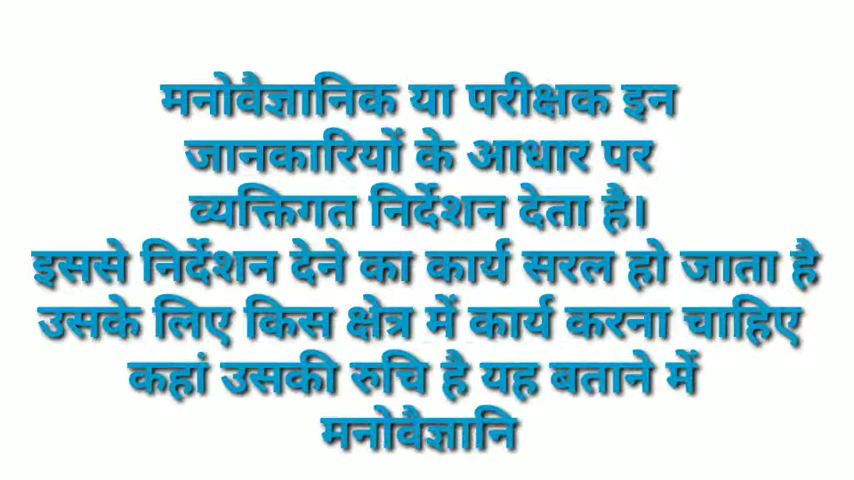 मनोवैज्ञानिक या परीक्षक इन
जानकारियों के आधार पर
व्यक्तिगत निर्देशन देता है।
इससे निर्देशन देने का कार्य सरल हो जाता है
उसके लिए किस क्षेत्र में कार्य करना चाहिए
कहां उसकी रुचि है यह बताने में
मनोवैज्ञानि